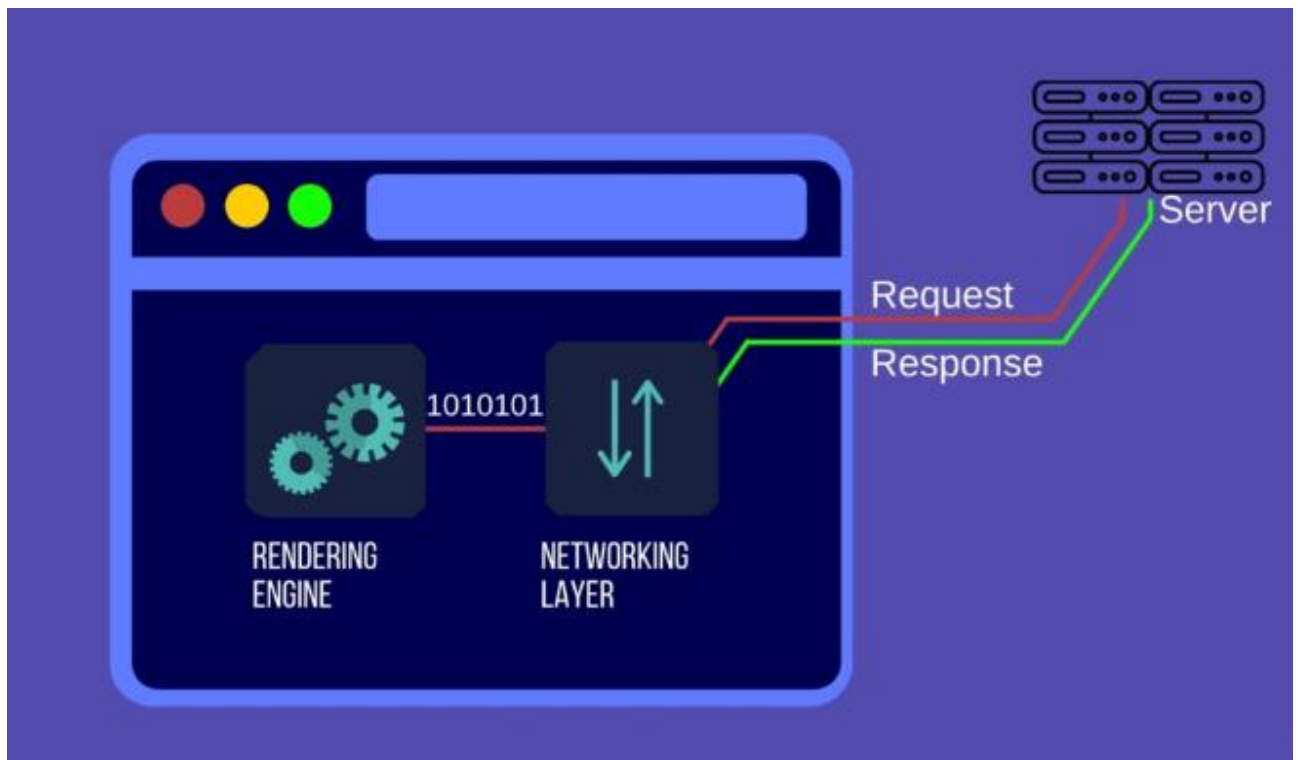 Server
Request
Response
1010101
RENDERING
ENGINE
NETWORKING
LAYER